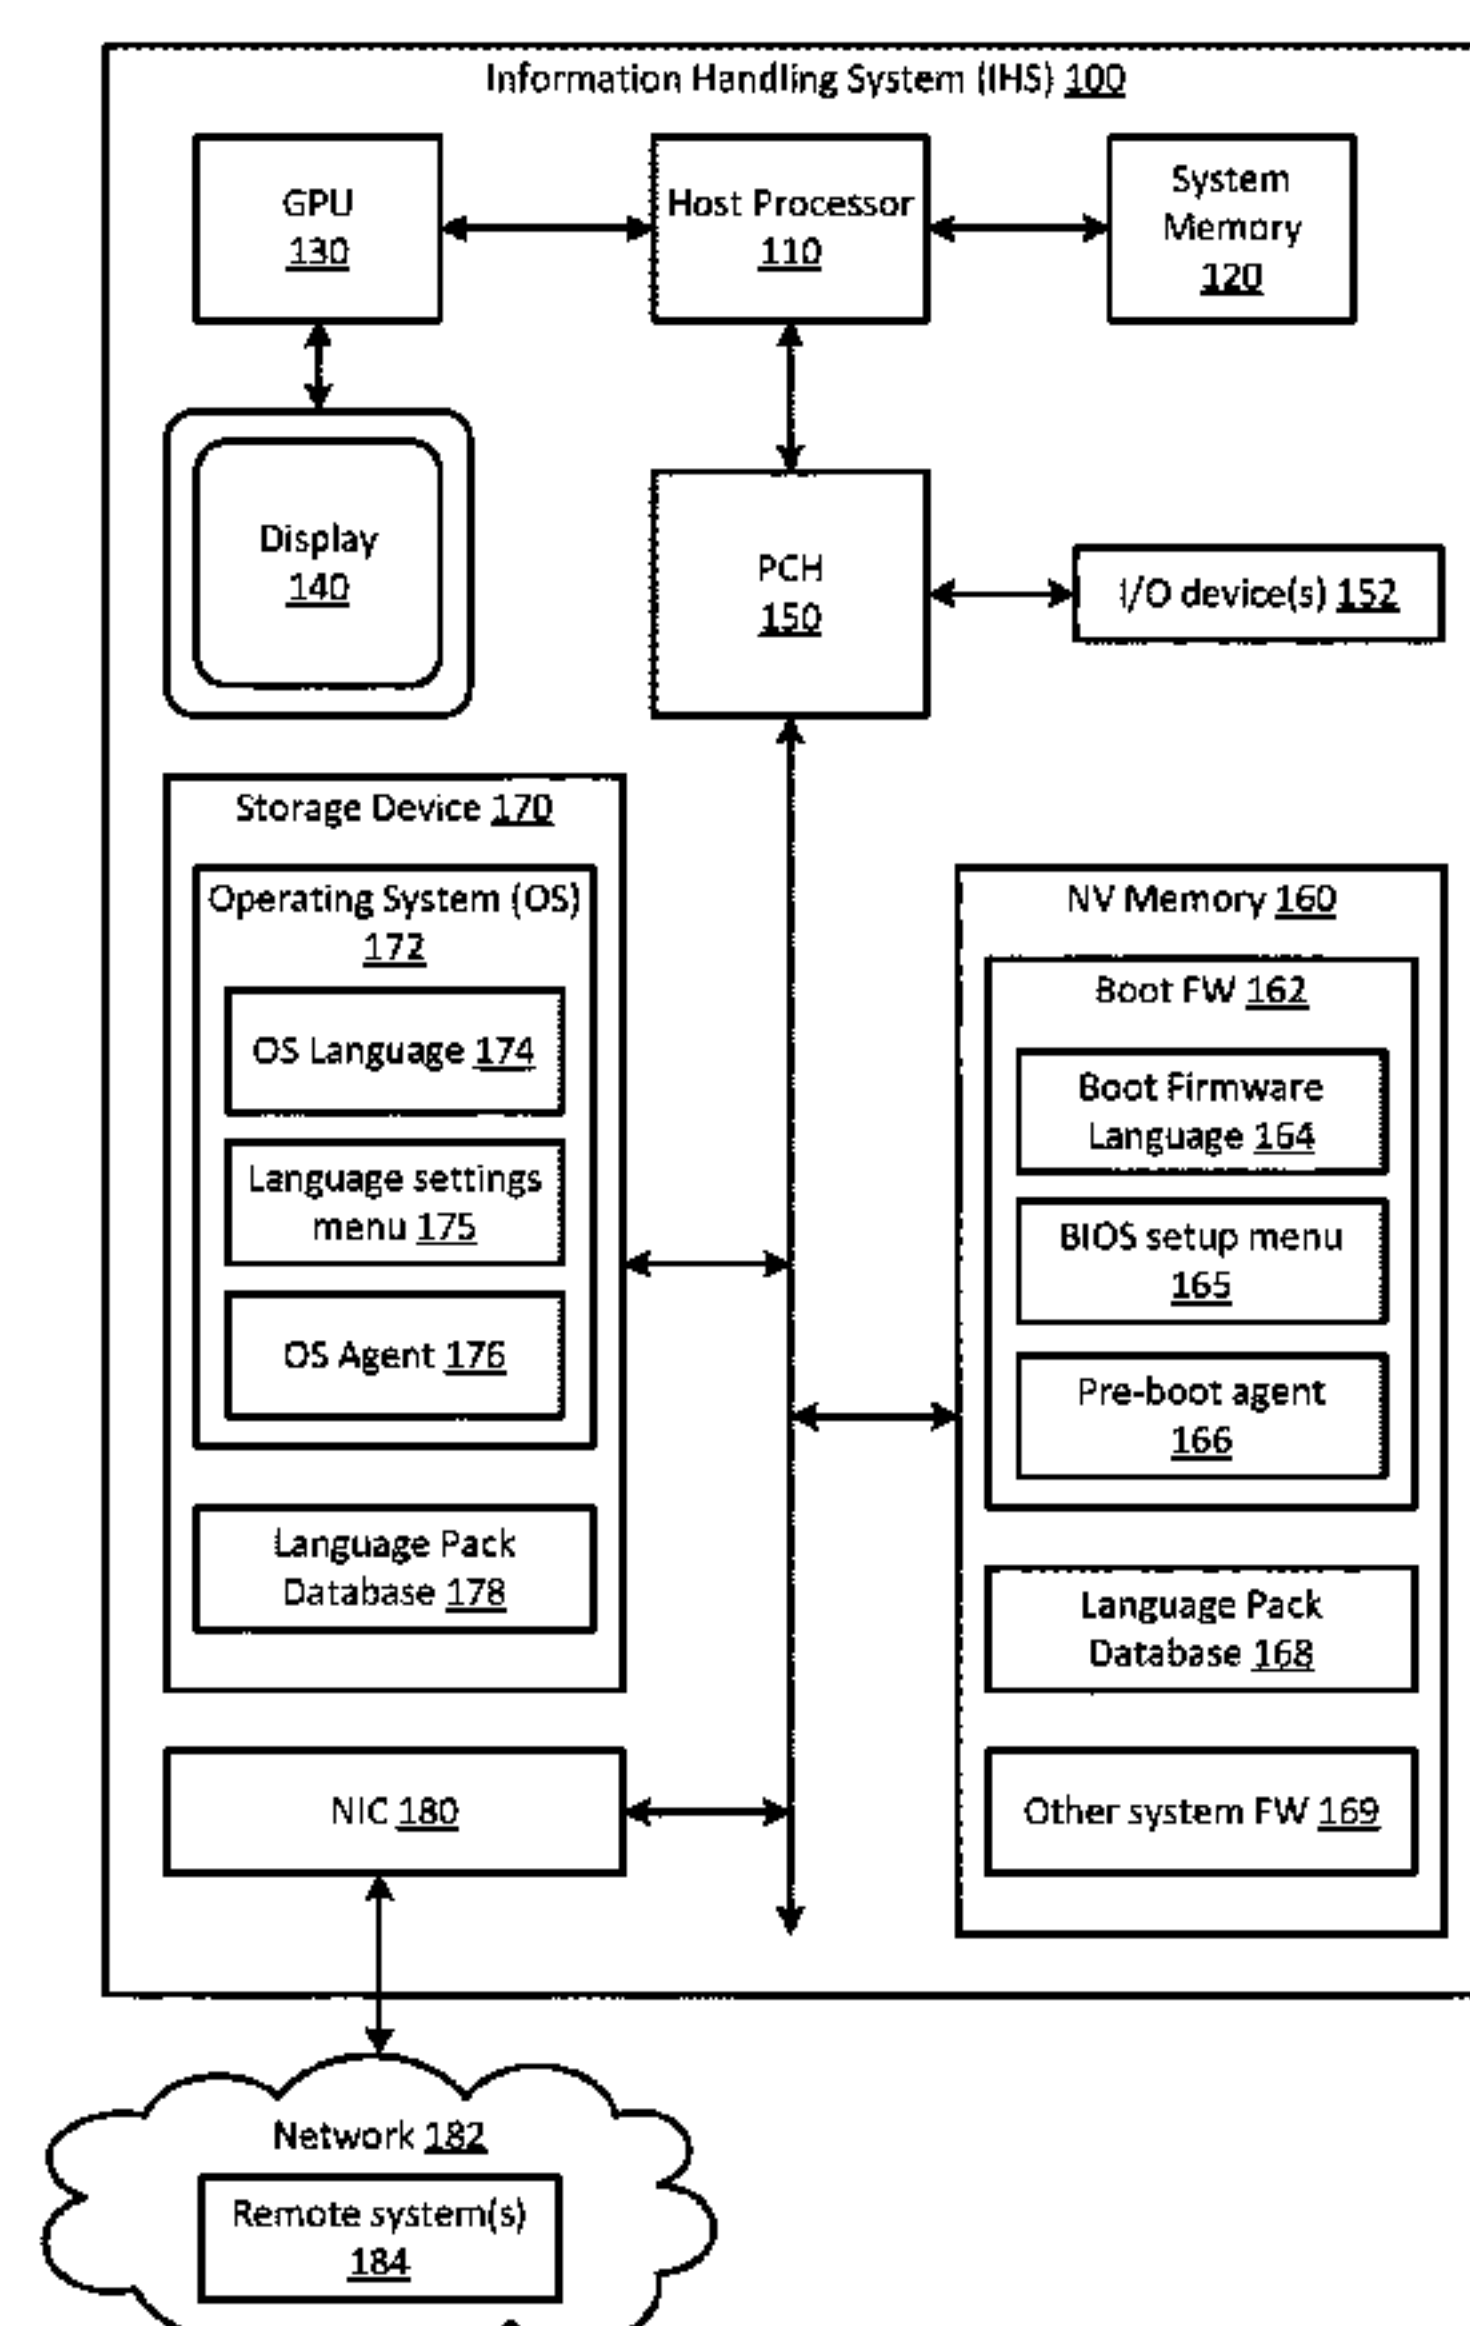 Information Handling System (IHS) 100
GPU
130
Host Processor
110
System
Memory
120
Display
140
PCH
150
I/O device(s) 152
Storage Device 170
Operating System (OS)
172
OS Language 174
Language settings
menu 175
OS Agent 176
Language Pack
Database 178
NV Memory 160
Boot FW 162
Boot Firmware
Language 164
BIOS setup menu
165
Pre-boot agent
166
Language Pack
Database 168
Other system FW 169
NIC 180
Network 182
Remote system(s)
184